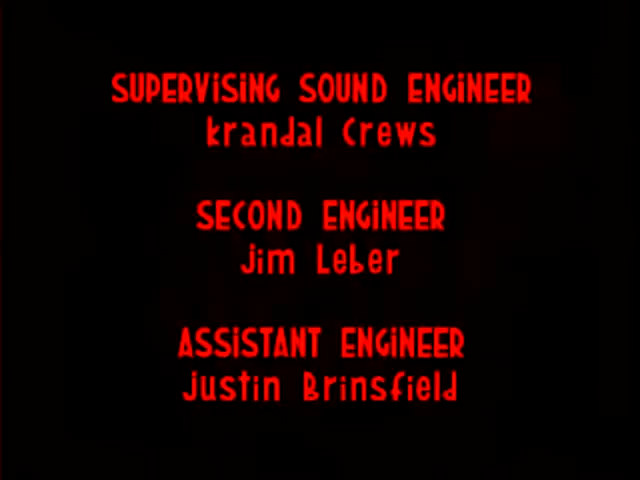 SUPERViSiNG SOUND ENGiNEER
krandal Crews
SECOND ENGiNEER
Jim Leber
ASSiSTANT ENGiNEER
Justin Brinsfield